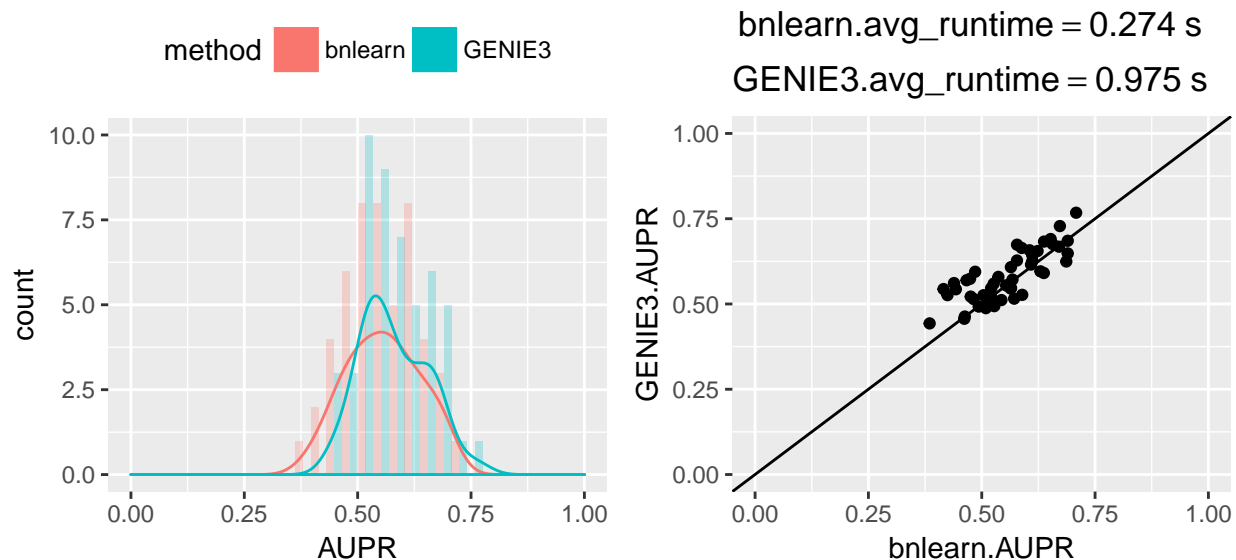 method bnlearn GENIE3
10.0
7.5
5.0
2.5
0.0
count
0.00 0.25 0.50 0.75 1.00
AUPR
bnlearn.avg_runtime = 0.274 s
GENIE3.avg_runtime = 0.975 s
1.00
0.75
0.50
0.25
0.00
GENIE3.AUPR
0.00 0.25 0.50 0.75 1.00
bnlearn.AUPR